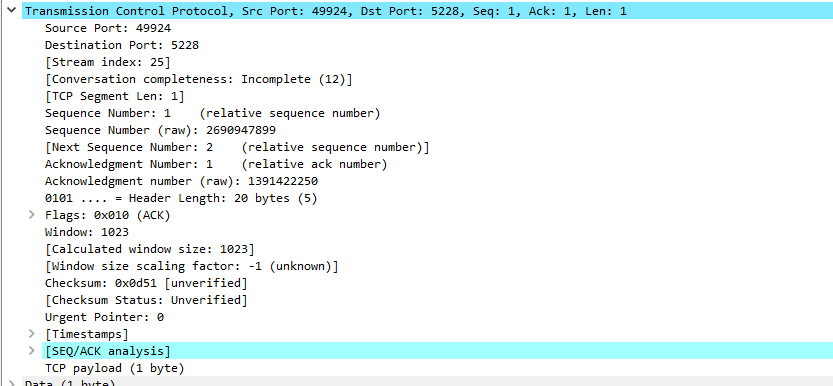 Transmission Control Protocol, Src Port: 49924, Dst Port: 5228, Seq: 1, Ack: 1, Len: 1
Source Port: 49924
Destination Port: 5228
[Stream index: 25]
[Conversation completeness: Incomplete (12)]
[TCP Segment Len: 1]
Sequence Number: 1    (relative sequence number)
Sequence Number (raw): 2690947899
[Next Sequence Number: 2    (relative sequence number)]
Acknowledgment Number: 1    (relative ack number)
Acknowledgment number (raw): 1391422250
0101 .... = Header Length: 20 bytes (5)
Flags: 0x010 (ACK)
Window: 1023
[Calculated window size: 1023]
[Window size scaling factor: -1 (unknown)]
Checksum: 0x0d51 [unverified]
[Checksum Status: Unverified]
Urgent Pointer: 0
[Timestamps]
[SEQ/ACK analysis]
TCP payload (1 byte)
Data (1 byte)